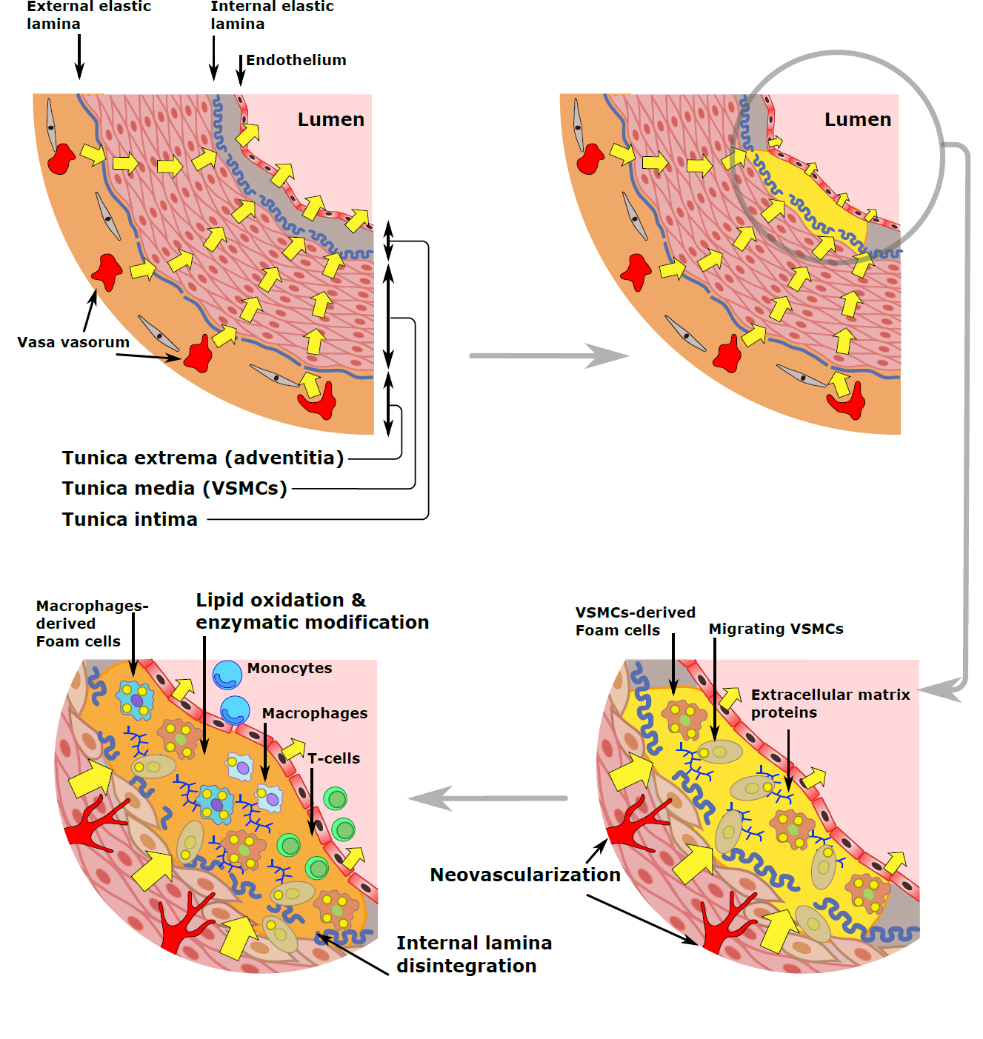 External elastic
lamina
Internal elastic
lamina
Endothelium
Lumen
Lumen
Vasa vasorum
Tunica extrema (adventitia)
Tunica media (VSMCs)
Tunica intima
Macrophages-
derived
Foam cells
Lipid oxidation &
enzymatic modification
Monocytes
Macrophages
T-cells
Internal lamina
disintegration
VSMCs-derived
Foam cells
Migrating VSMCs
Extracellular matrix
proteins
Neovascularization